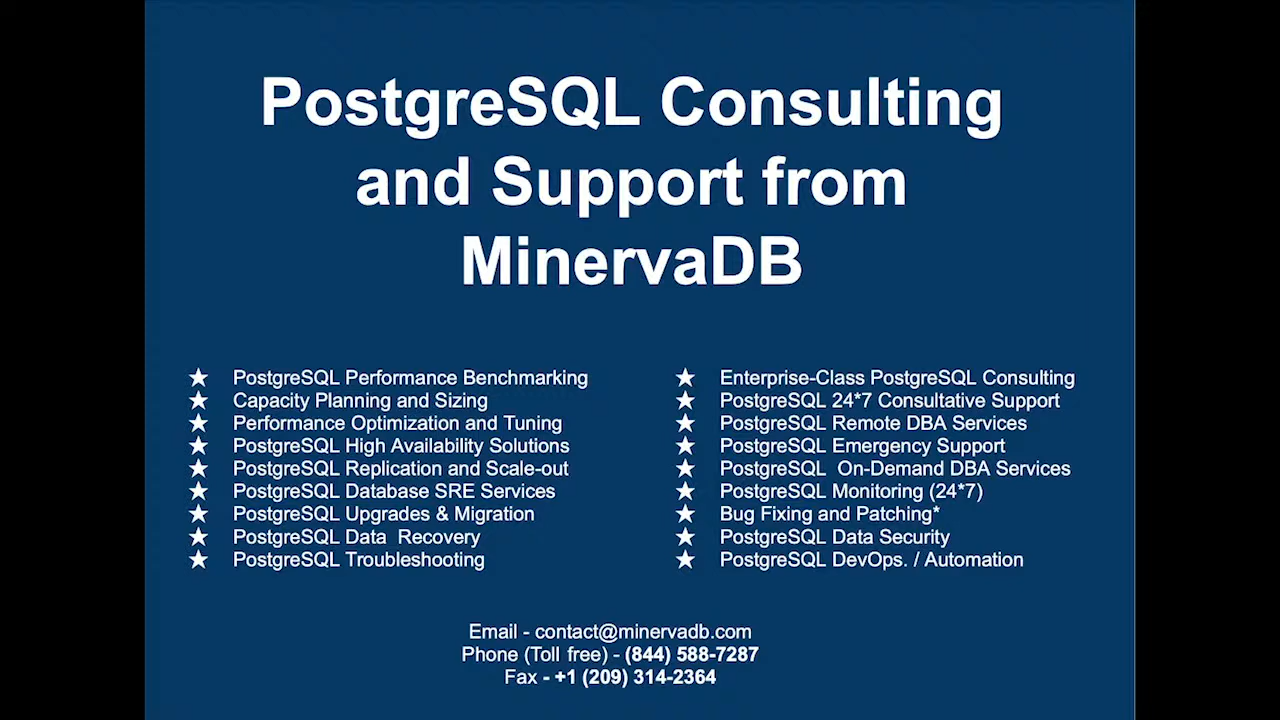 PostgreSQL Consulting
and Support from
MinervaDB
★ PostgreSQL Performance Benchmarking
★ Capacity Planning and Sizing
★ Performance Optimization and Tuning
★ PostgreSQL High Availability Solutions
★ PostgreSQL Replication and Scale-out
★ PostgreSQL Database SRE Services
★ PostgreSQL Upgrades & Migration
★ PostgreSQL Data  Recovery
★ PostgreSQL Troubleshooting
★ Enterprise-Class PostgreSQL Consulting
★ PostgreSQL 24*7 Consultative Support
★ PostgreSQL Remote DBA Services
★ PostgreSQL Emergency Support
★ PostgreSQL  On-Demand DBA Services
★ PostgreSQL Monitoring (24*7)
★ Bug Fixing and Patching*
★ PostgreSQL Data Security
★ PostgreSQL DevOps. / Automation
Email - contact@minervadb.com
Phone (Toll free) - (844) 588-7287
Fax - +1 (209) 314-2364